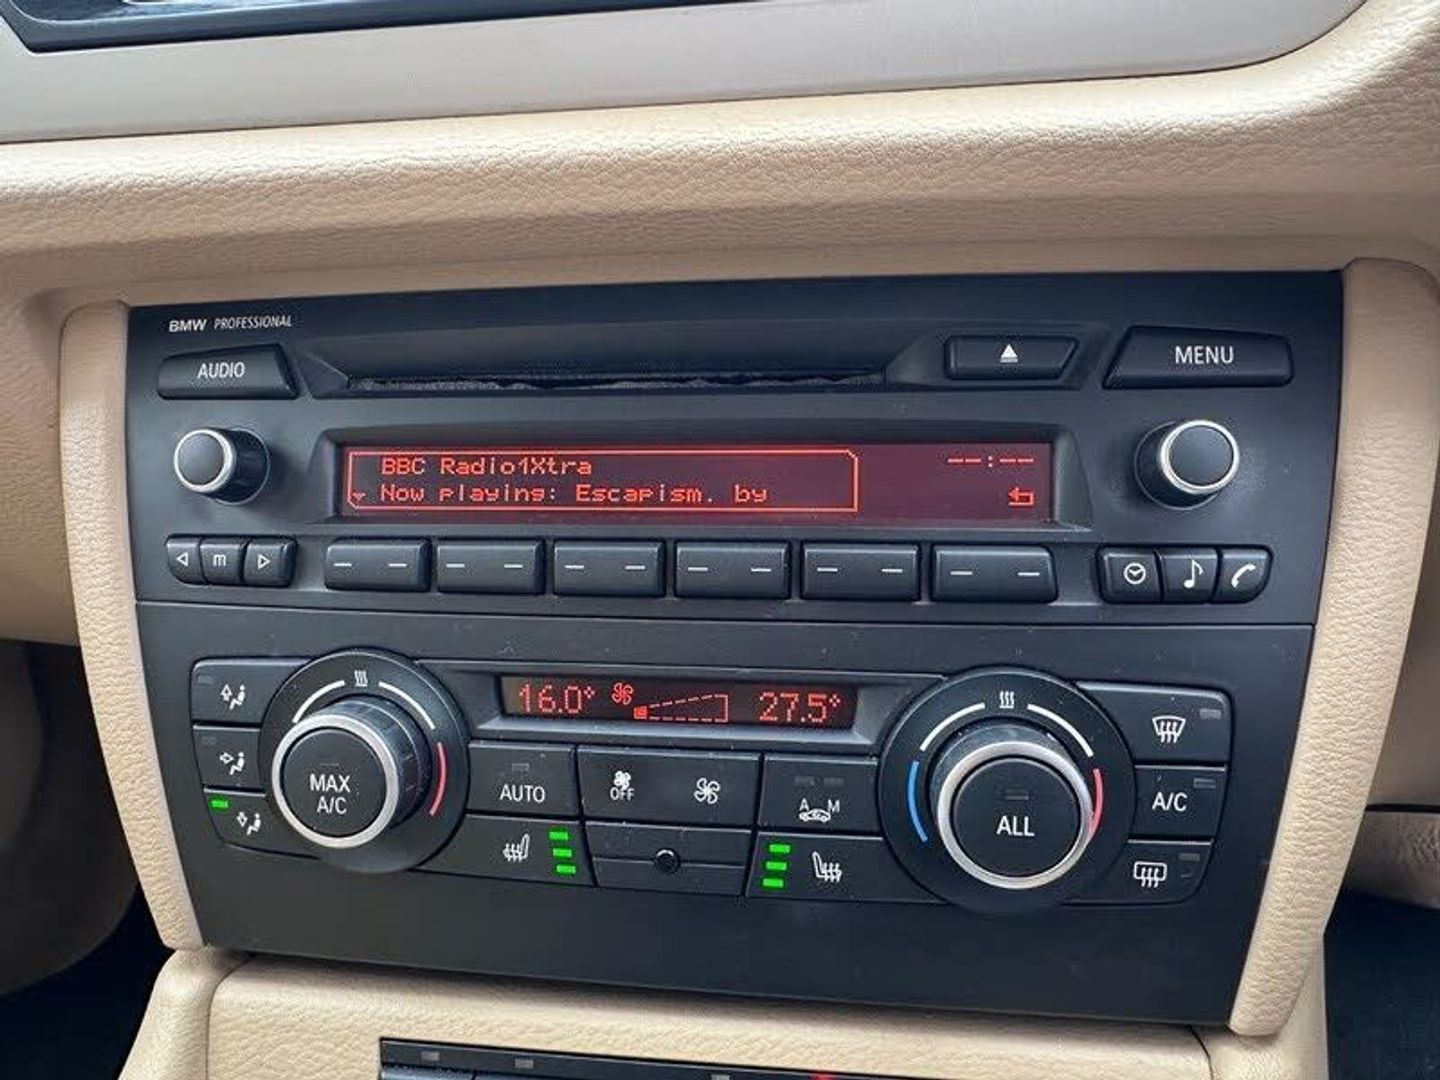 BMW PROFESSIONAL
AUDIO
MENU
BBC Radio1Xtra
--:--
Now playing: Escapism. by
m
16.0°
27.5°
MAX
A/C
AUTO
OFF
A M
ALL
A/C